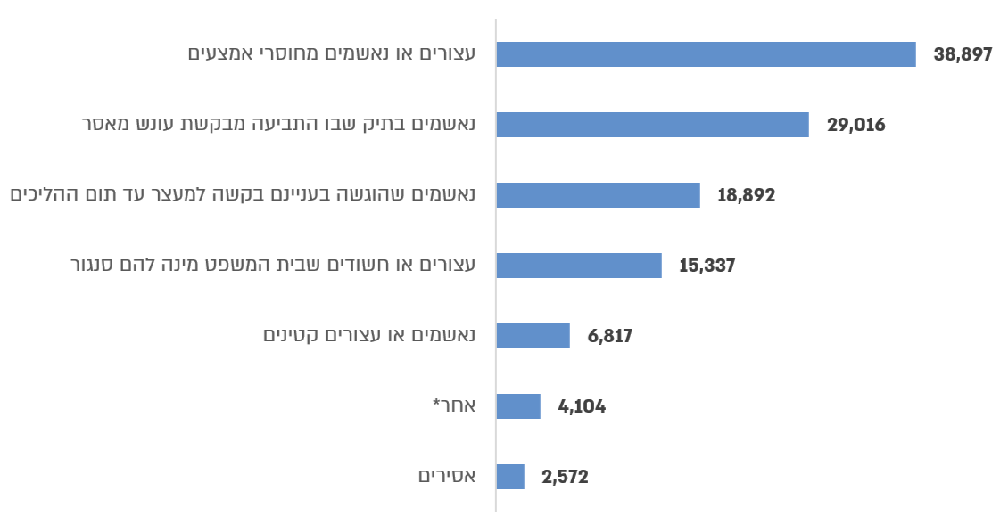 עצורים או נאשמים מחוסרי אמצעים 38,897
נאשמים בתיק שבו התביעה מבקשת עונש מאסר 29,016
נאשמים שהוגשה בעניינם בקשה למעצר עד תום ההליכים 18,892
עצורים או חשודים שבית המשפט מינה להם סנגור 15,337
נאשמים או עצורים קטינים 6,817
אחר* 4,104
אסירים 2,572